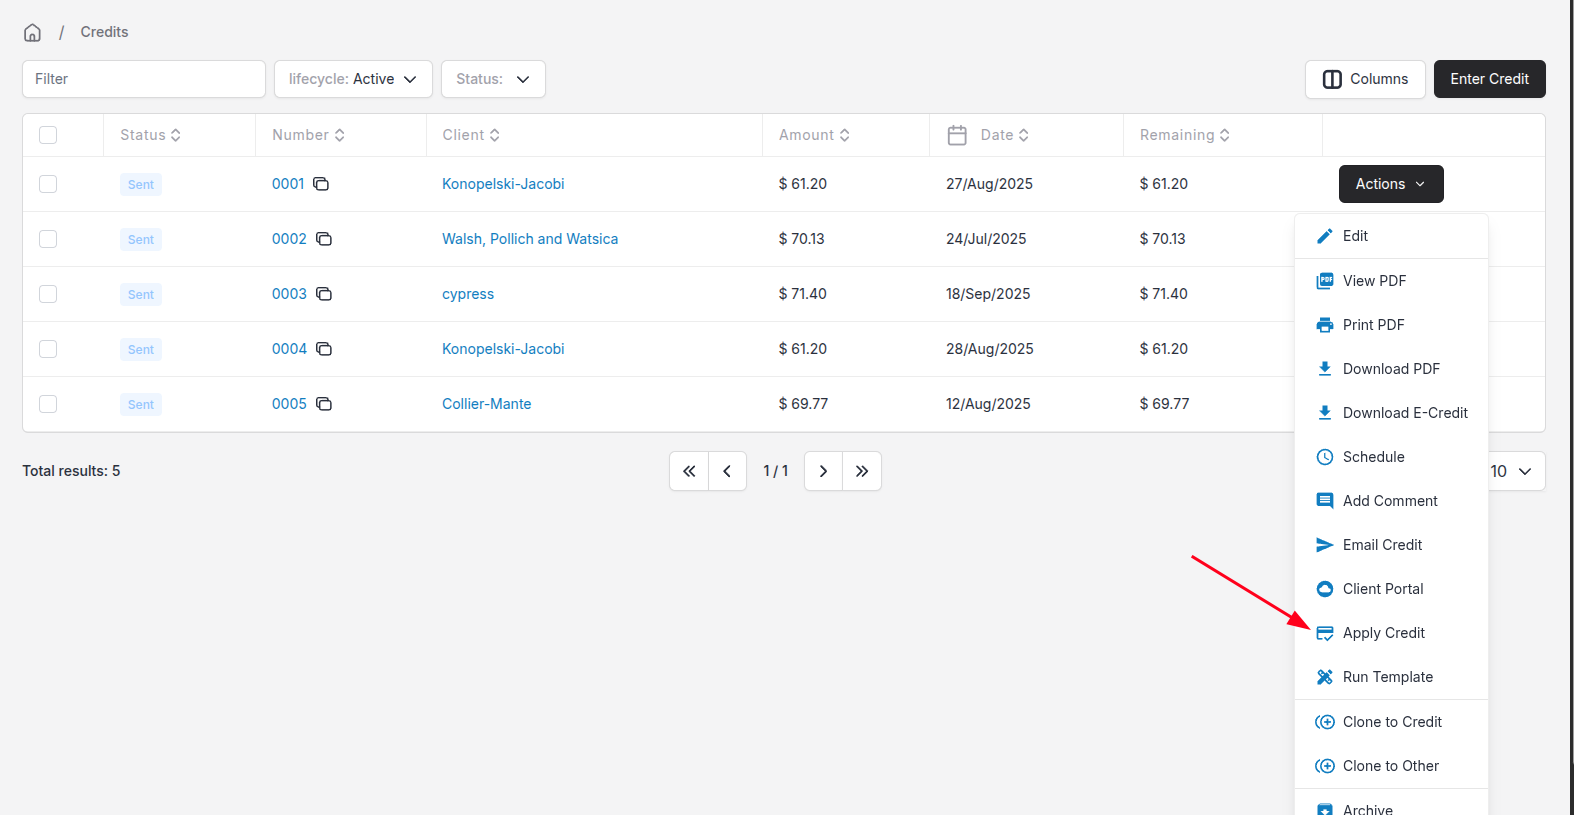 / Credits
Filter lifecycle: Active Status: Columns Enter Credit
Status Number Client Amount Date Remaining
Sent 0001 Konopelski-Jacobi $ 61.20 27/Aug/2025 $ 61.20 Actions
Sent 0002 Walsh, Pollich and Watsica $ 70.13 24/Jul/2025 $ 70.13
Sent 0003 cypress $ 71.40 18/Sep/2025 $ 71.40
Sent 0004 Konopelski-Jacobi $ 61.20 28/Aug/2025 $ 61.20
Sent 0005 Collier-Mante $ 69.77 12/Aug/2025 $ 69.77
Total results: 5 1 / 1 10
Edit
PDF View PDF
Print PDF
Download PDF
Download E-Credit
Schedule
Add Comment
Email Credit
Client Portal
Apply Credit
Run Template
Clone to Credit
Clone to Other
Archive